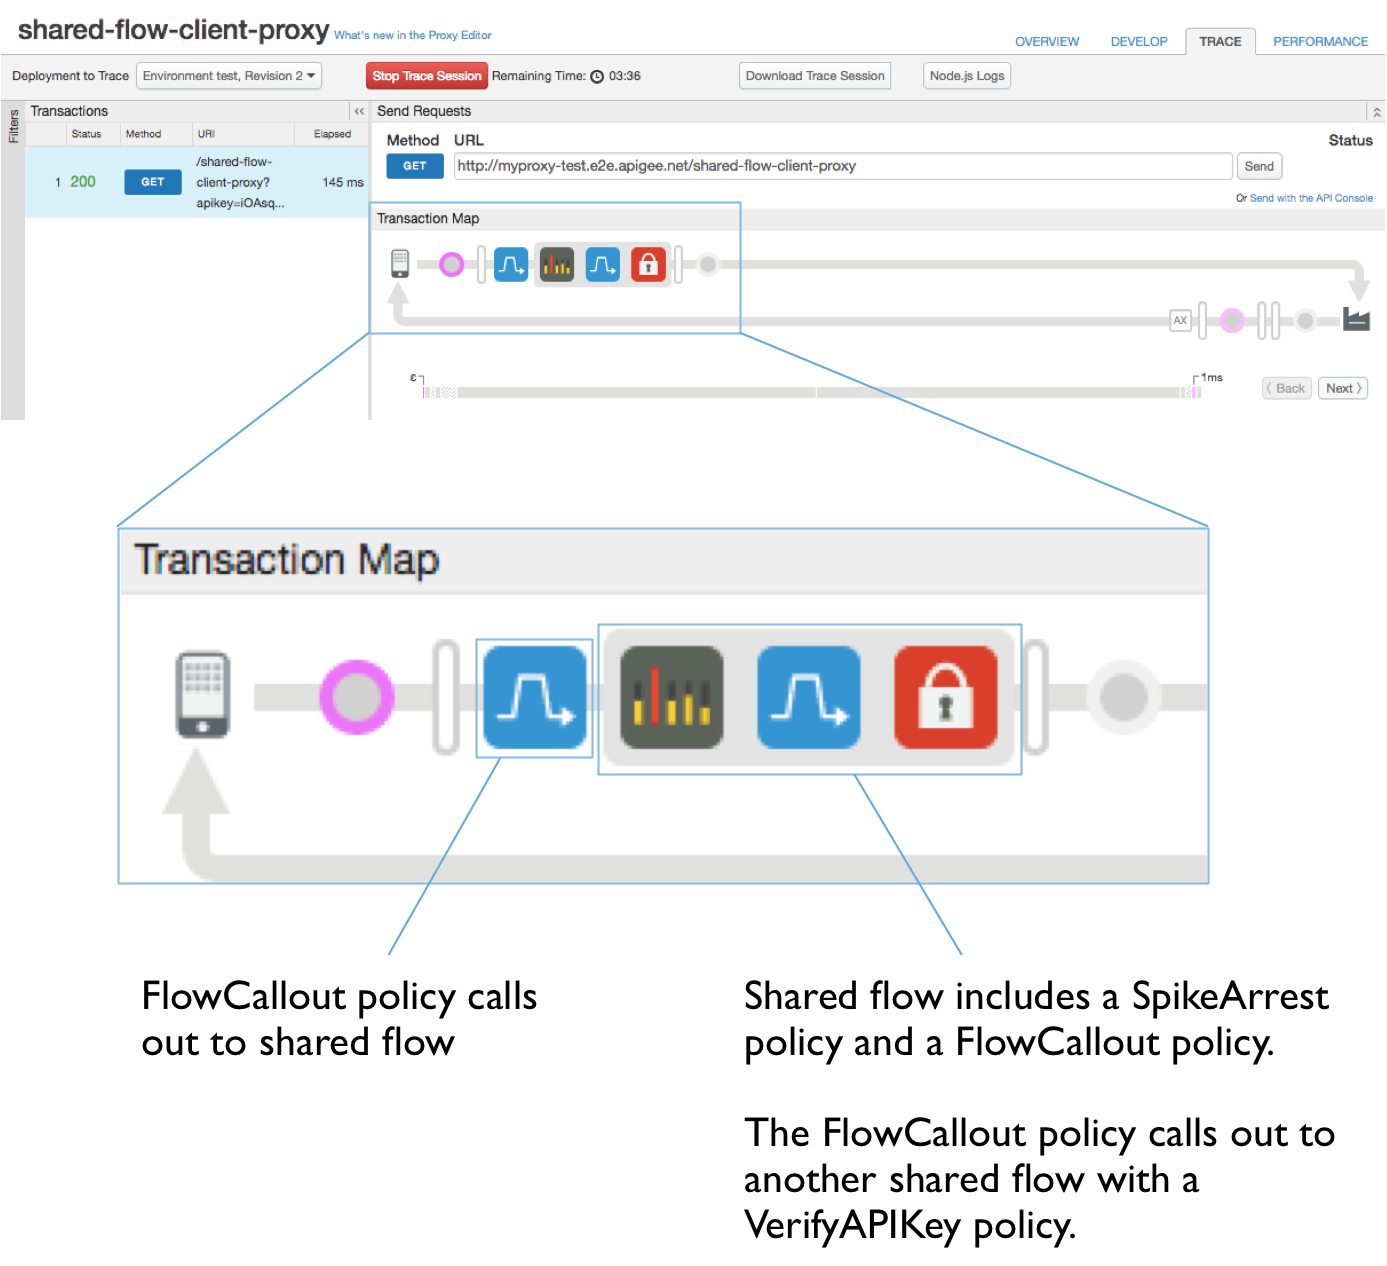 shared-flow-client-proxy What's new in the Proxy Editor
OVERVIEW DEVELOP TRACE PERFORMANCE
Deployment to Trace Environment test, Revision 2 Stop Trace Session Remaining Time: 03:36 Download Trace Session Node.js Logs
Filters
Transactions <<
Status Method URI Elapsed
1 200 GET /shared-flow-
client-proxy?
apikey=iOAsq... 145 ms
Send Requests
Method URL Status
GET http://myproxy-test.e2e.apigee.net/shared-flow-client-proxy Send
Or Send with the API Console
Transaction Map
AX
ε 1ms
Back Next
Transaction Map
FlowCallout policy calls
out to shared flow
Shared flow includes a SpikeArrest
policy and a FlowCallout policy.
The FlowCallout policy calls out to
another shared flow with a
VerifyAPIKey policy.